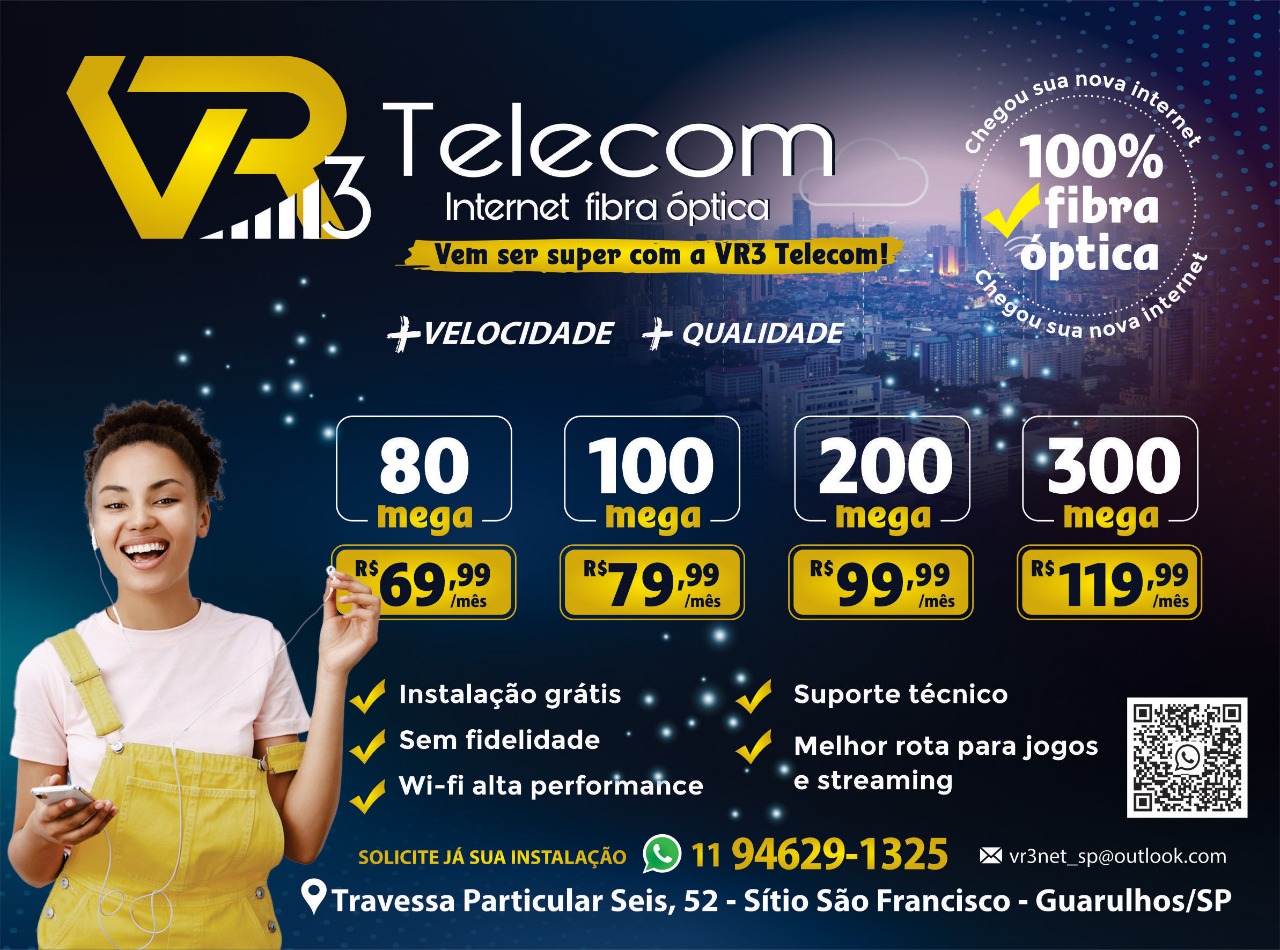 VR3
Telecom
Internet fibra óptica
Vem ser super com a VR3 Telecom!
Chegou sua nova internet
100%
fibra
óptica
Chegou sua nova internet
+VELOCIDADE + QUALIDADE
80
mega
R$69,99
/mês
100
mega
R$79,99
/mês
200
mega
R$99,99
/mês
300
mega
R$119,99
/mês
Instalação grátis
Sem fidelidade
Wi-fi alta performance
Suporte técnico
Melhor rota para jogos
e streaming
SOLICITE JÁ SUA INSTALAÇÃO 11 94629-1325 vr3net_sp@outlook.com
Travessa Particular Seis, 52 - Sítio São Francisco - Guarulhos/SP